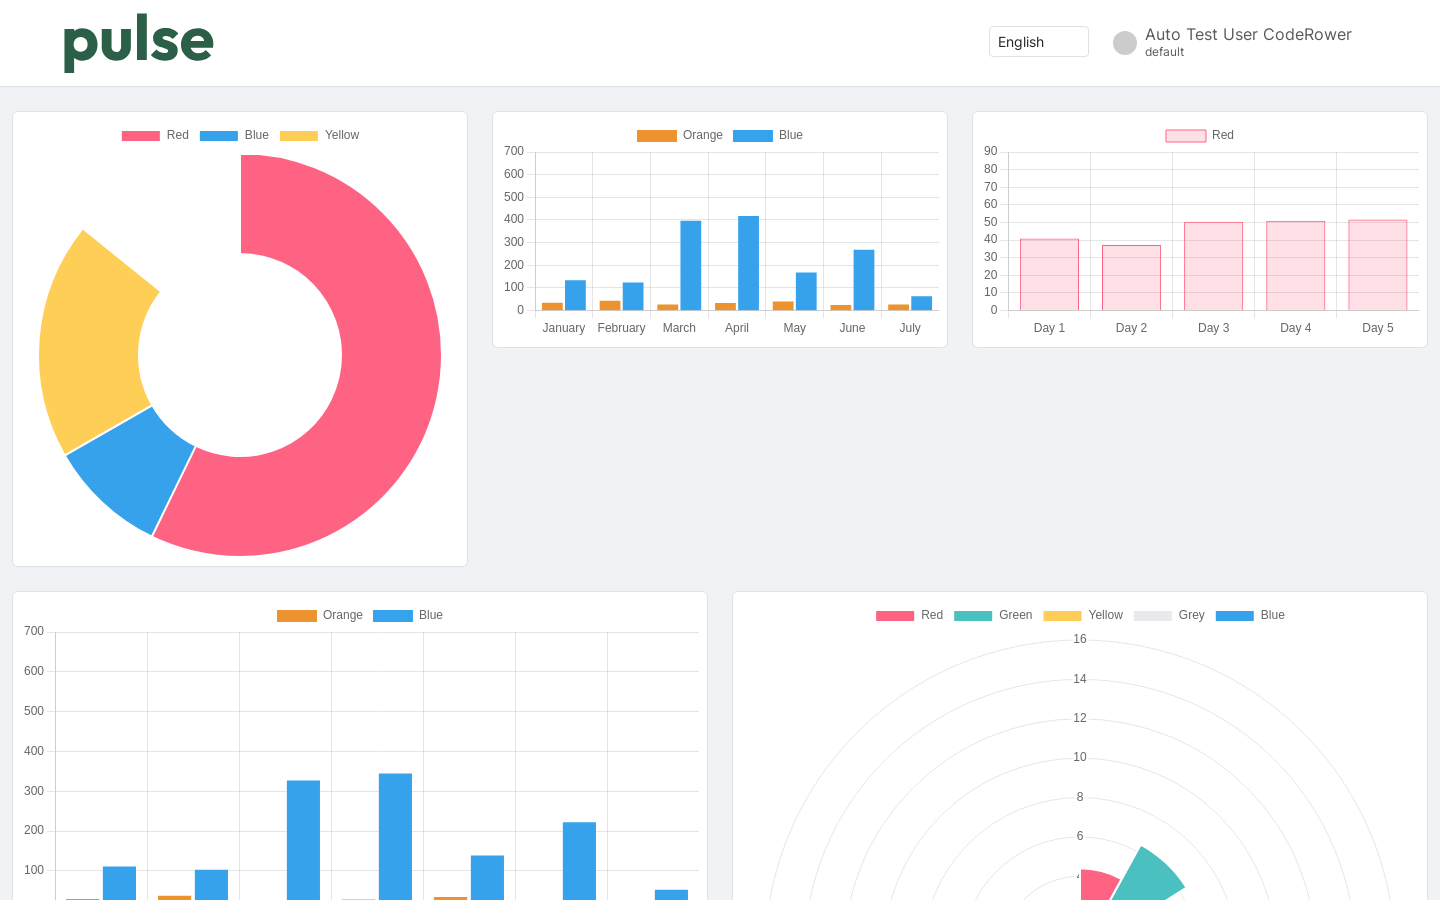 pulse
English
Auto Test User CodeRower
default
Red Blue Yellow
Orange Blue
700
600
500
400
300
200
100
0
January February March April May June July
Red
90
80
70
60
50
40
30
20
10
0
Day 1 Day 2 Day 3 Day 4 Day 5
Orange Blue
700
600
500
400
300
200
100
Red Green Yellow Grey Blue
16
14
12
10
8
6